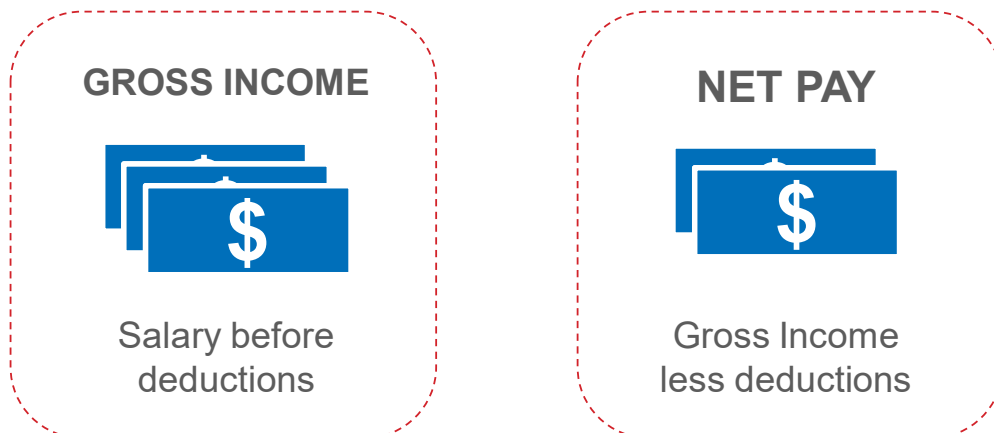 GROSS INCOME
$
Salary before
deductions
NET PAY
$
Gross Income
less deductions